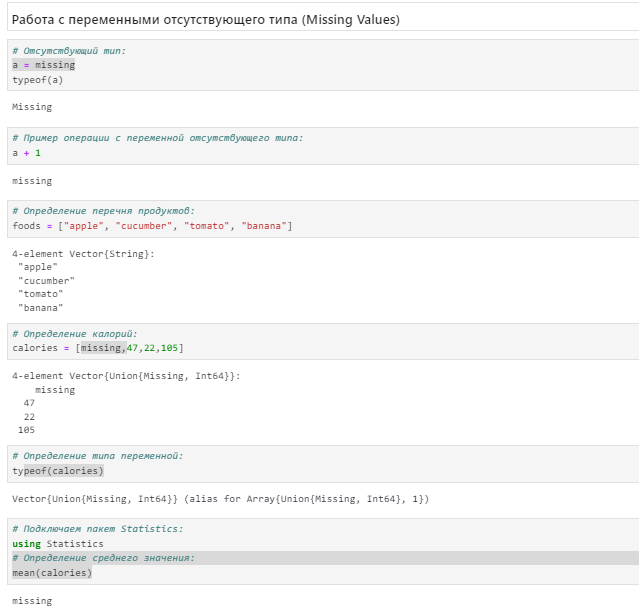 Работа с переменными отсутствующего типа (Missing Values)
# Отсутствующий тип:
a = missing
typeof(a)
Missing
# Пример операции с переменной отсутствующего типа:
a + 1
missing
# Определение перечня продуктов:
foods = ["apple", "cucumber", "tomato", "banana"]
4-element Vector{String}:
"apple"
"cucumber"
"tomato"
"banana"
# Определение калорий:
calories = [missing,47,22,105]
4-element Vector{Union{Missing, Int64}}:
missing
47
22
105
# Определение типа переменной:
typeof(calories)
Vector{Union{Missing, Int64}} (alias for Array{Union{Missing, Int64}, 1})
# Подключаем пакет Statistics:
using Statistics
# Определение среднего значения:
mean(calories)
missing